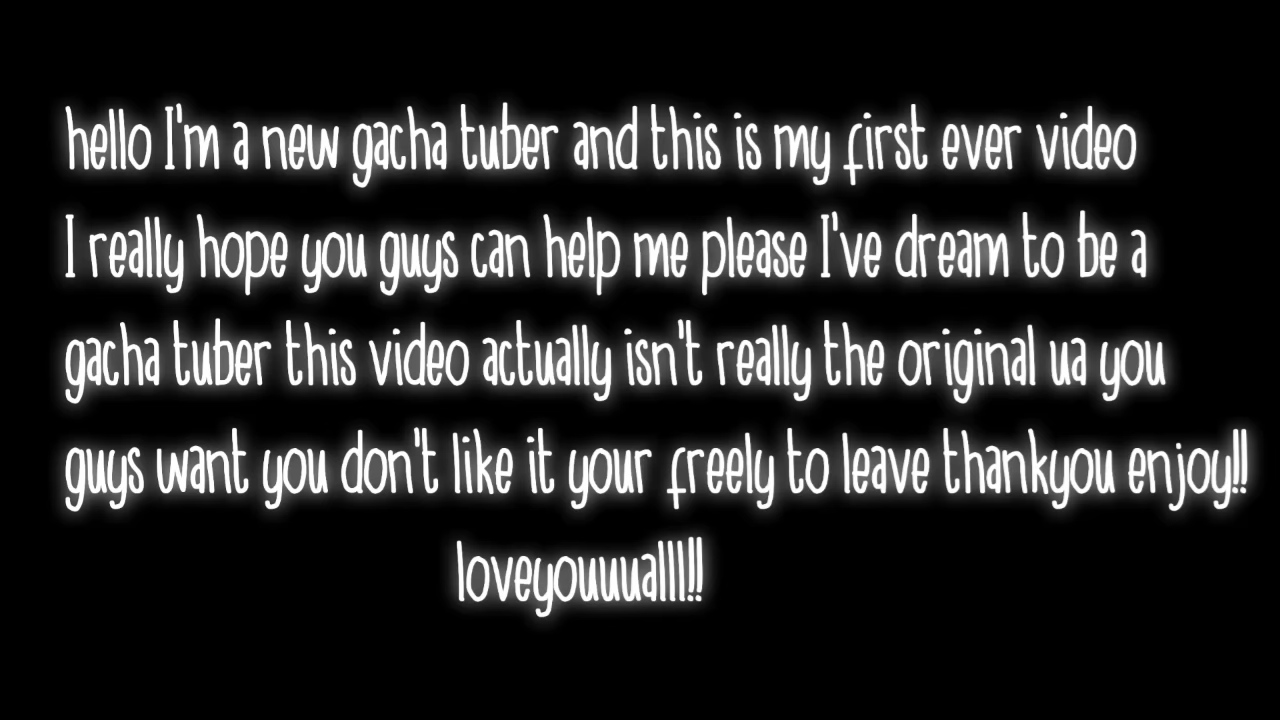 hello I'm a new gacha tuber and this is my first ever video
I really hope you guys can help me please I've dream to be a
gacha tuber this video actually isn't really the original ua you
guys want you don't like it your freely to leave thankyou enjoy!!
loveyouuualll!!